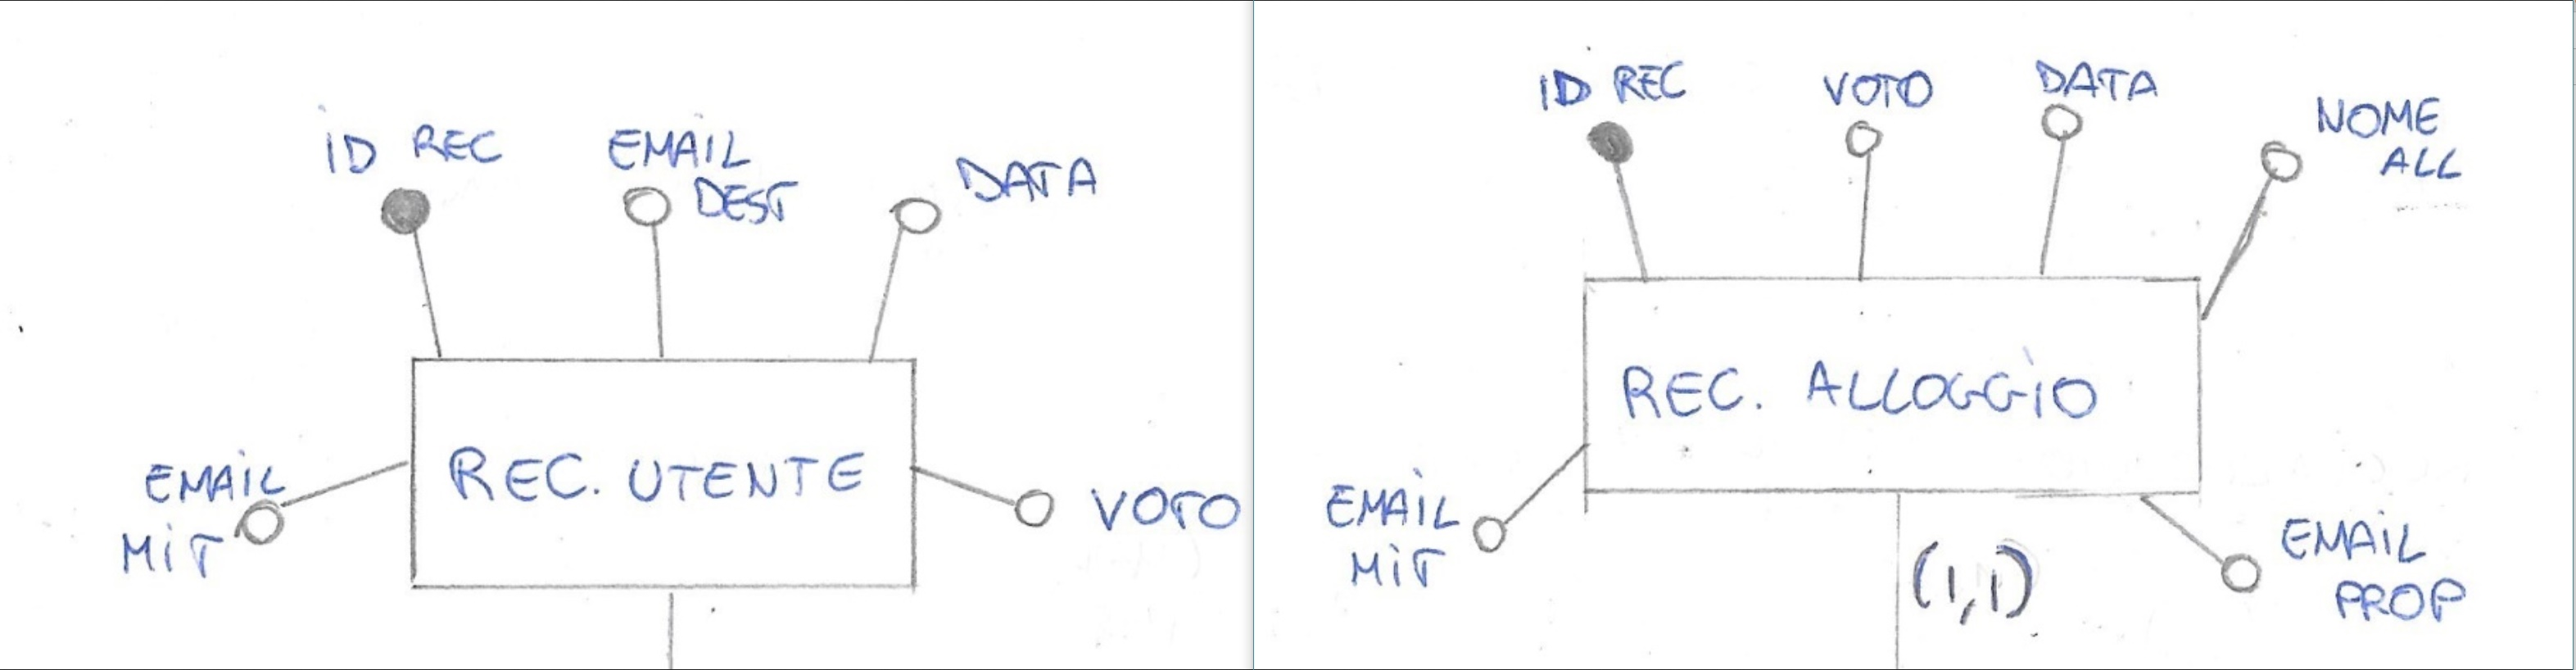 ID REC
EMAIL
DEST
DATA
EMAIL
MIT
REC. UTENTE
VOTO
ID REC
VOTO
DATA
NOME
ALL
REC. ALLOGGIO
EMAIL
MIT
(1,1)
EMAIL
PROP